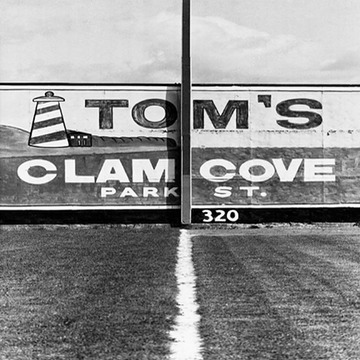 TOM'S
CLAM COVE
PARK ST.
320